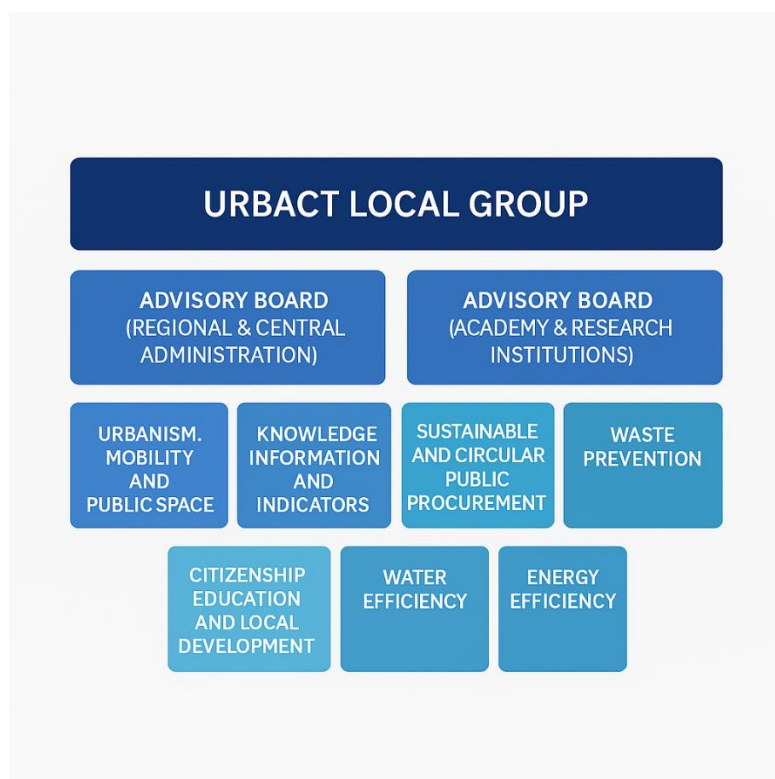 URBACT LOCAL GROUP
ADVISORY BOARD
(REGIONAL & CENTRAL
ADMINISTRATION)
ADVISORY BOARD
(ACADEMY & RESEARCH
INSTITUTIONS)
URBANISM.
MOBILITY
AND
PUBLIC SPACE
KNOWLEDGE
INFORMATION
AND
INDICATORS
SUSTAINABLE
AND CIRCULAR
PUBLIC
PROCUREMENT
WASTE
PREVENTION
CITIZENSHIP
EDUCATION
AND LOCAL
DEVELOPMENT
WATER
EFFICIENCY
ENERGY
EFFICIENCY